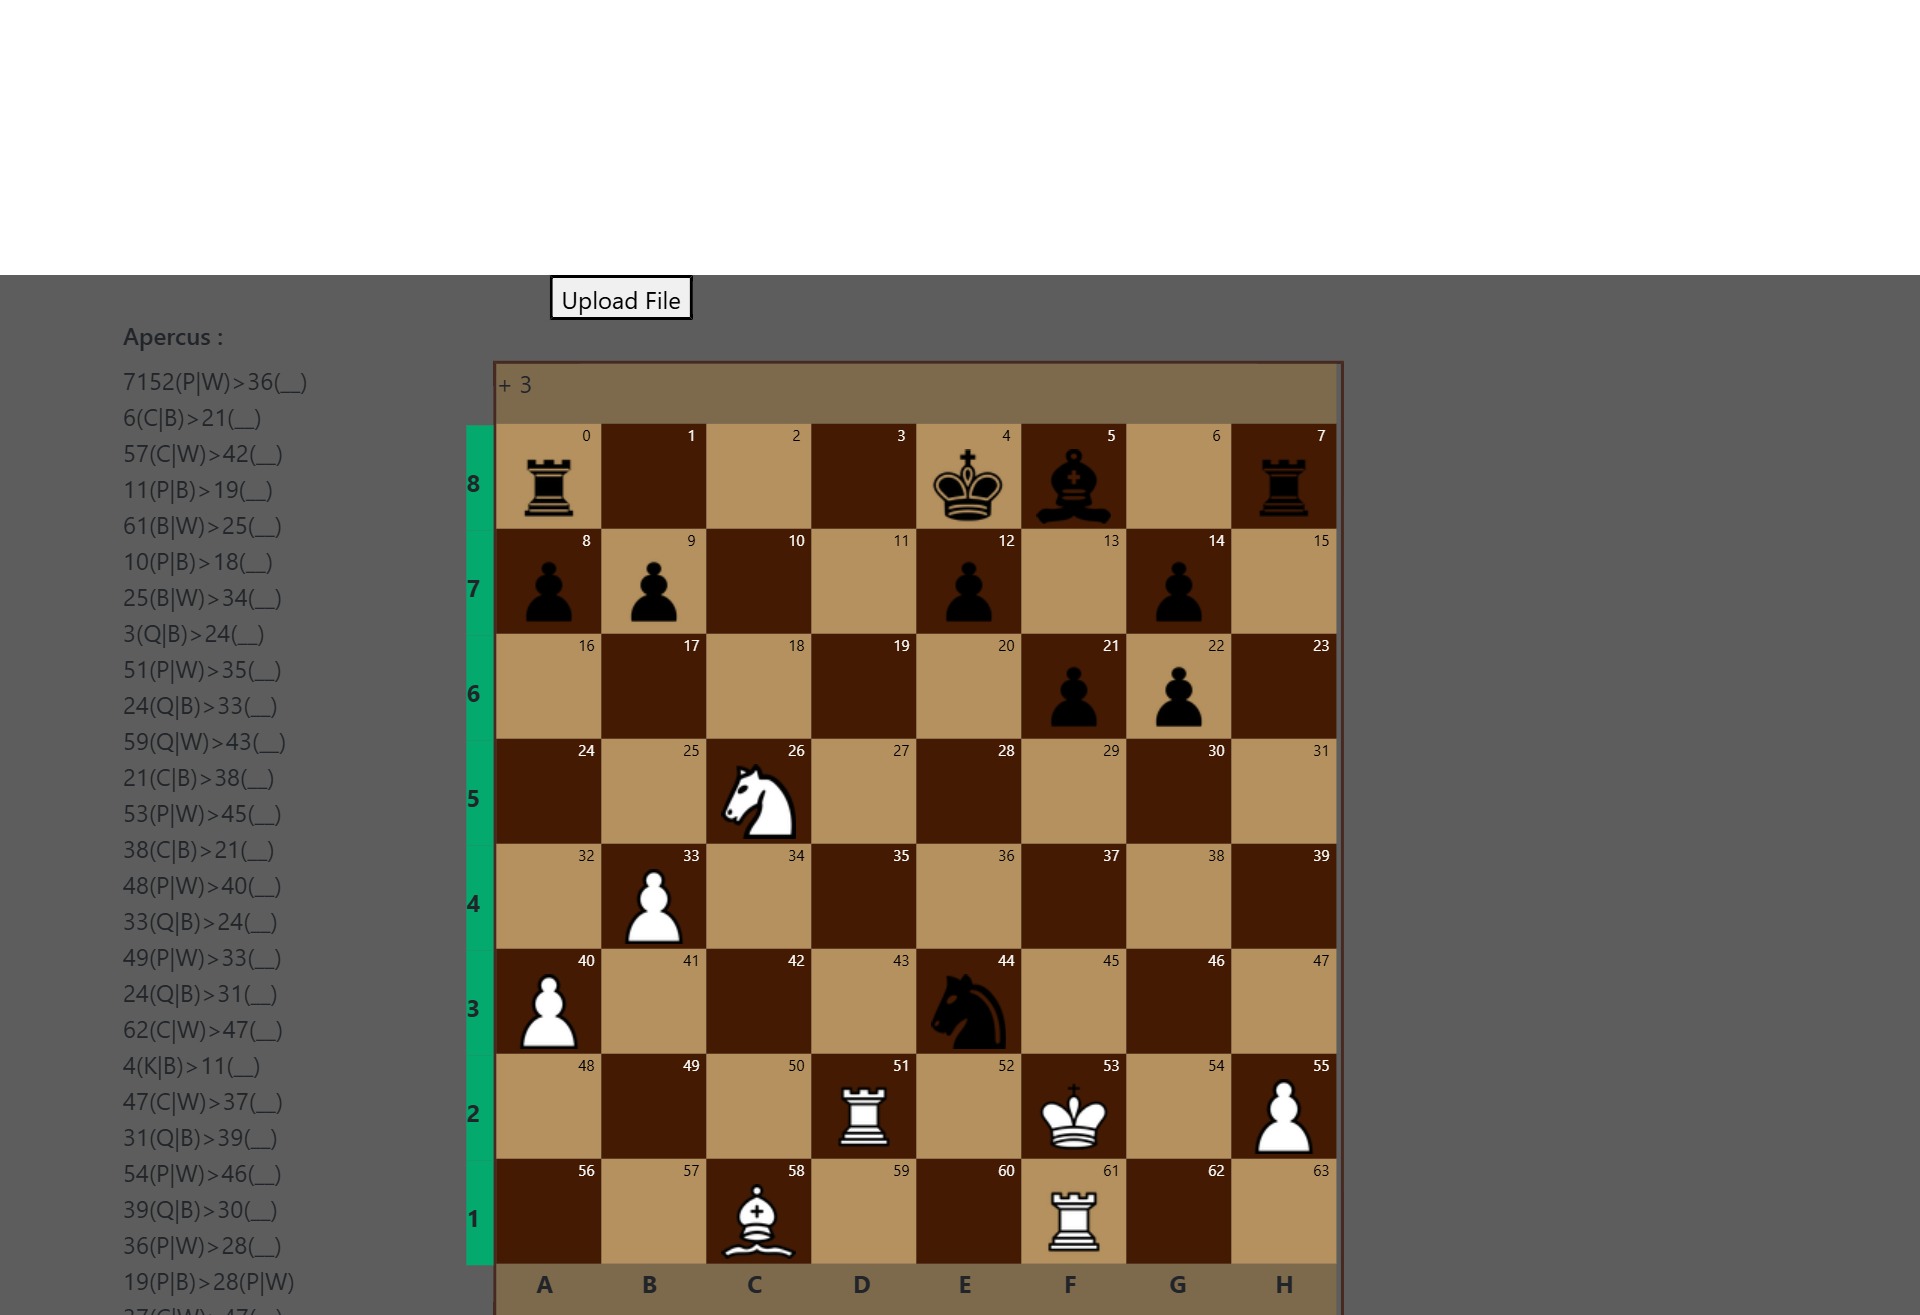 Upload File
Apercus :
7152(P|W)>36(__)
6(C|B)>21(__)
57(C|W)>42(__)
11(P|B)>19(__)
61(B|W)>25(__)
10(P|B)>18(__)
25(B|W)>34(__)
3(Q|B)>24(__)
51(P|W)>35(__)
24(Q|B)>33(__)
59(Q|W)>43(__)
21(C|B)>38(__)
53(P|W)>45(__)
38(C|B)>21(__)
48(P|W)>40(__)
33(Q|B)>24(__)
49(P|W)>33(__)
24(Q|B)>31(__)
62(C|W)>47(__)
4(K|B)>11(__)
47(C|W)>37(__)
31(Q|B)>39(__)
54(P|W)>46(__)
39(Q|B)>30(__)
36(P|W)>28(__)
19(P|B)>28(P|W)
+ 3
0 1 2 3 4 5 6 7
8
8 9 10 11 12 13 14 15
7
16 17 18 19 20 21 22 23
6
24 25 26 27 28 29 30 31
5
32 33 34 35 36 37 38 39
4
40 41 42 43 44 45 46 47
3
48 49 50 51 52 53 54 55
2
56 57 58 59 60 61 62 63
1
A B C D E F G H